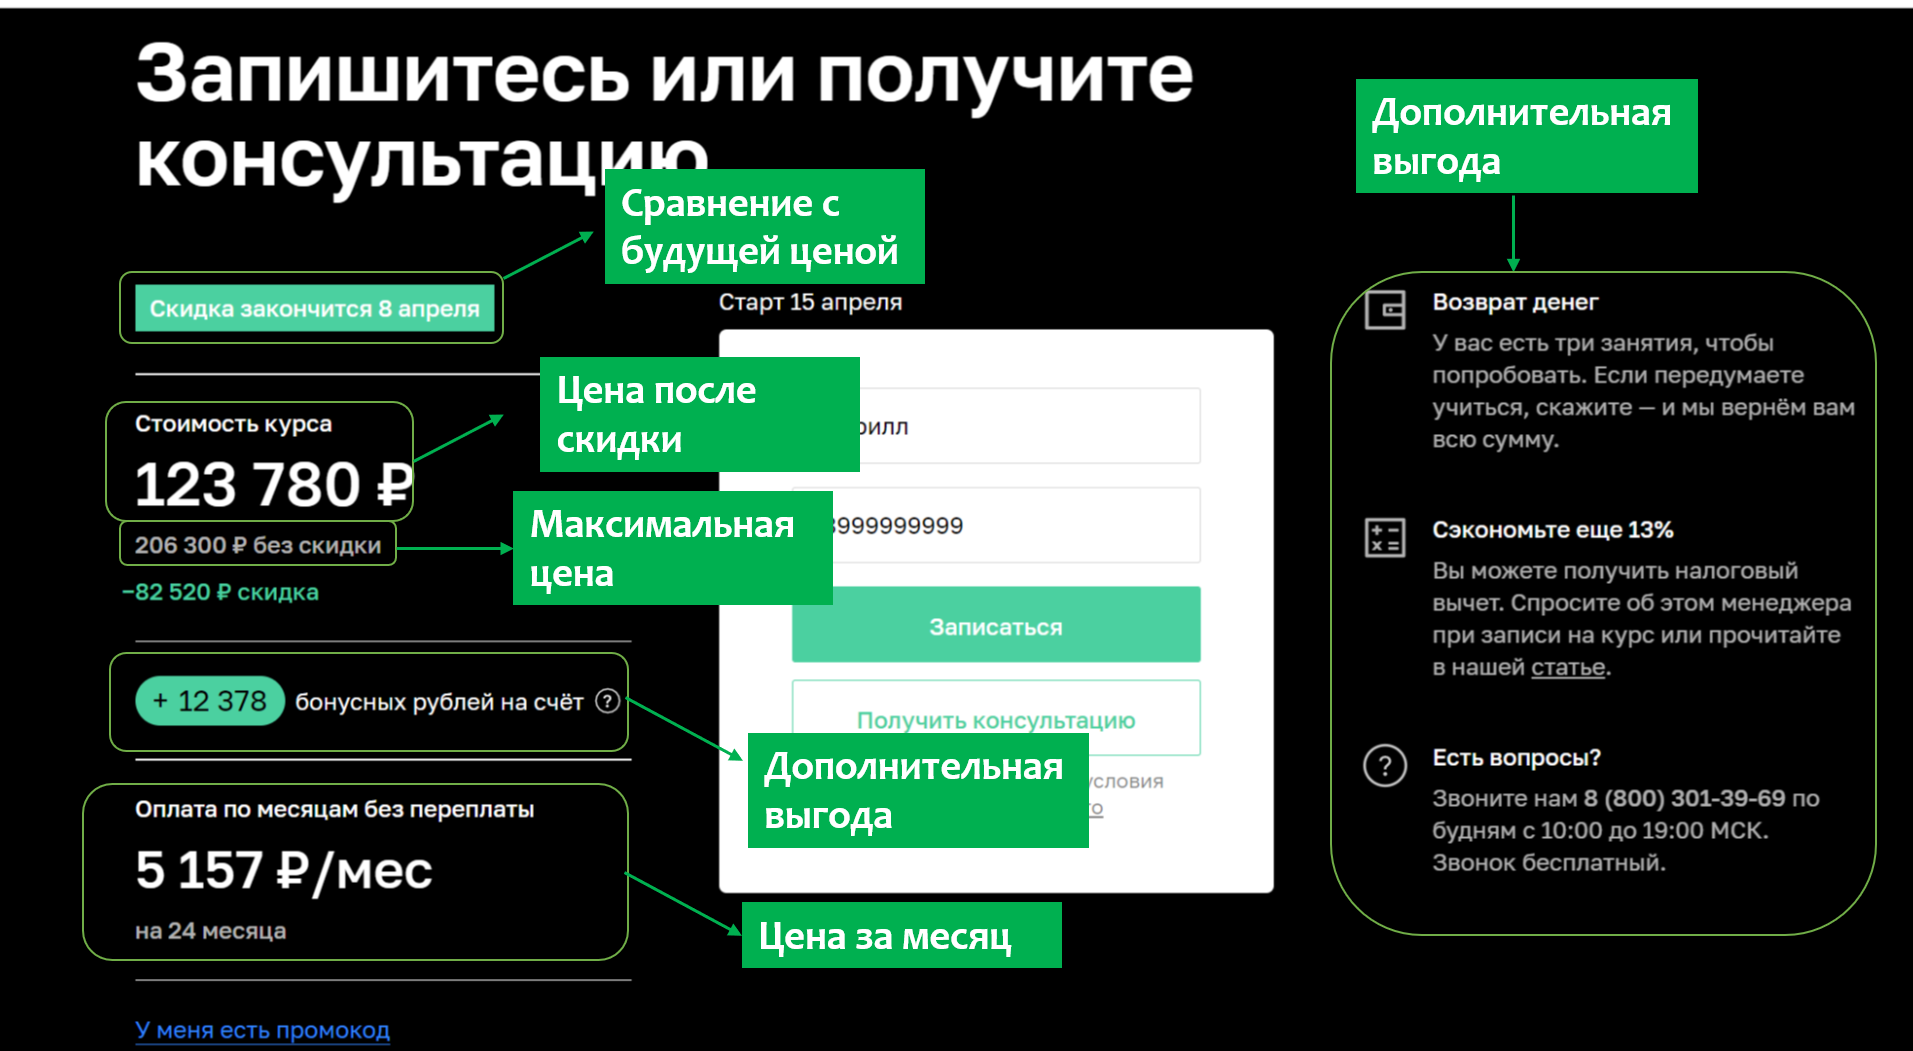 Запишитесь или получите
консультацию
Сравнение с
будущей ценой
Скидка закончится 8 апреля
Стоимость курса
123 780 ₽
206 300 ₽ без скидки
−82 520 ₽ скидка
Цена после
скидки
Максимальная
цена
+ 12 378 бонусных рублей на счёт ?
Оплата по месяцам без переплаты
5 157 ₽/мес
на 24 месяца
У меня есть промокод
Старт 15 апреля
рилл
999999999
Записаться
Получить консультацию
условия
Дополнительная
выгода
Цена за месяц
Дополнительная
выгода
Возврат денег
У вас есть три занятия, чтобы
попробовать. Если передумаете
учиться, скажите — и мы вернём вам
всю сумму.
Сэкономьте еще 13%
Вы можете получить налоговый
вычет. Спросите об этом менеджера
при записи на курс или прочитайте
в нашей статье.
Есть вопросы?
Звоните нам 8 (800) 301-39-69 по
будням с 10:00 до 19:00 МСК.
Звонок бесплатный.